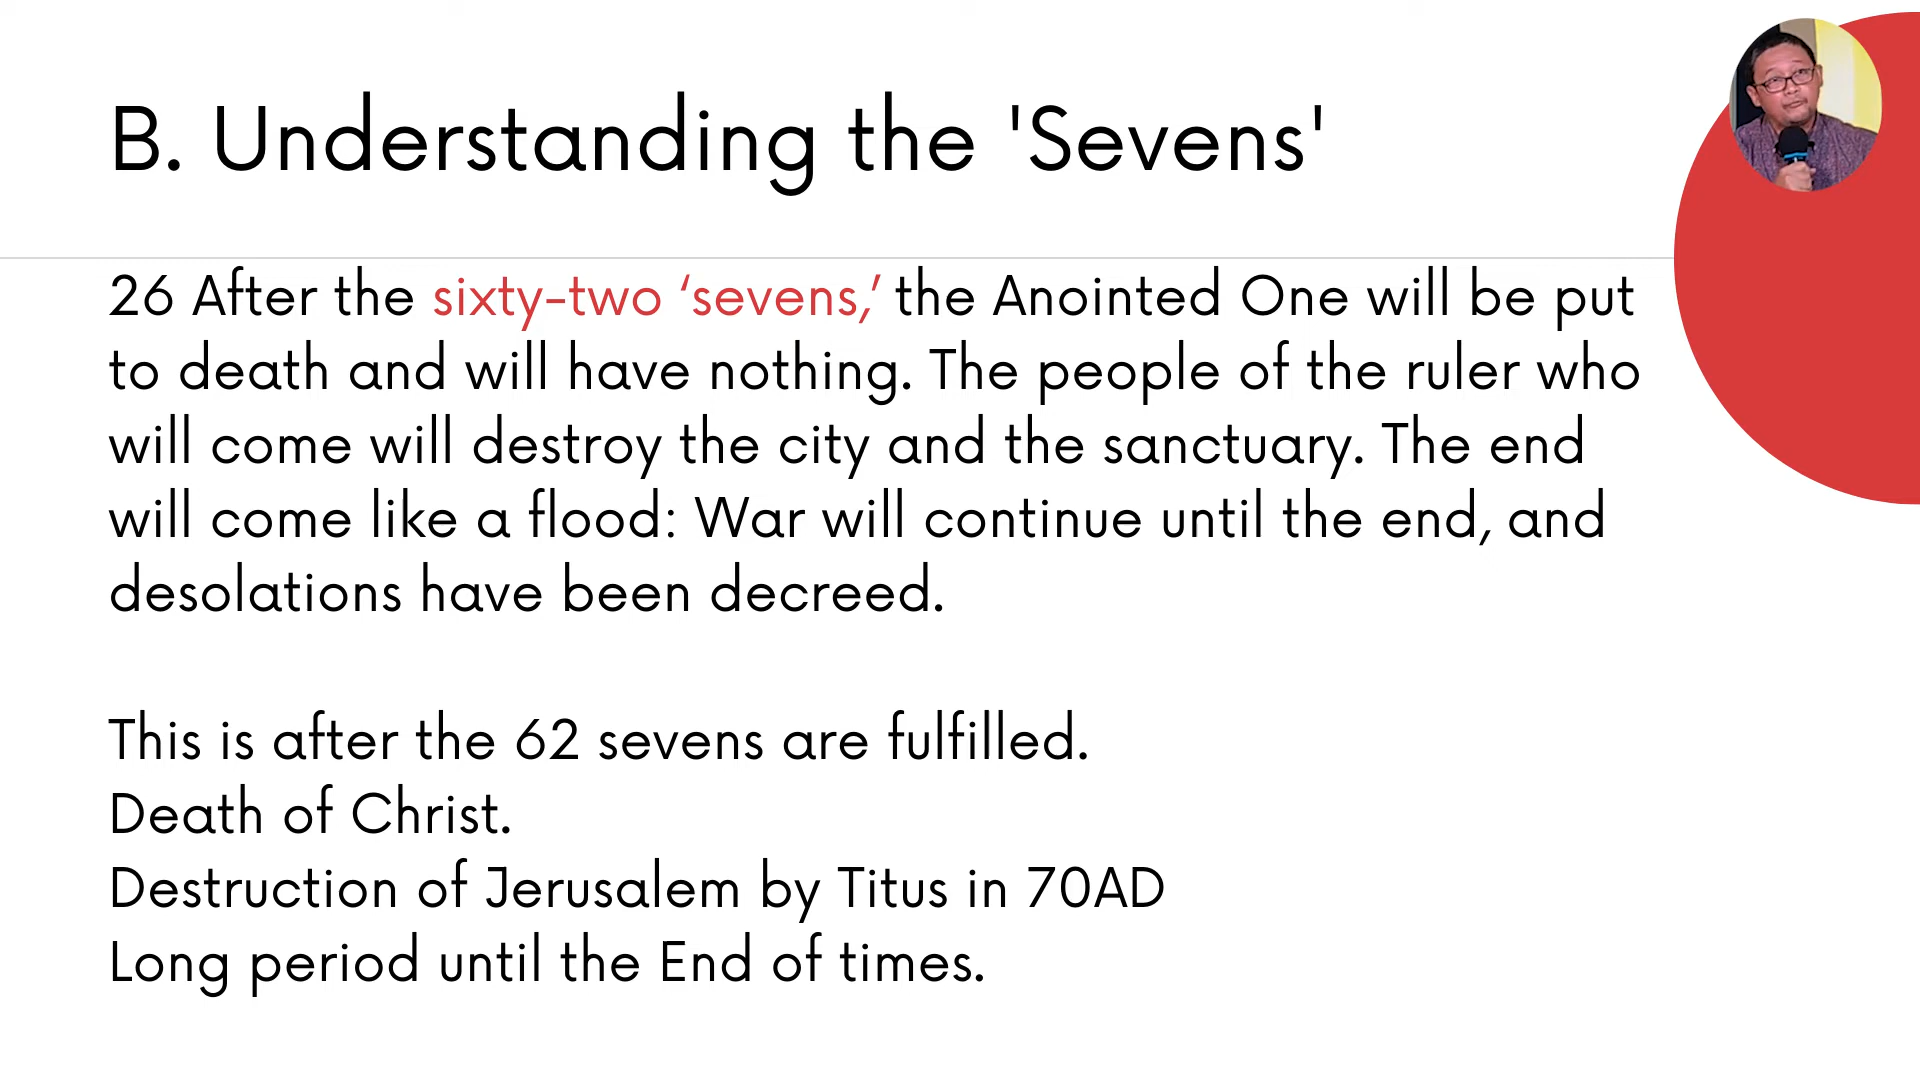 B. Understanding the 'Sevens'
26 After the sixty-two ‘sevens,’ the Anointed One will be put
to death and will have nothing. The people of the ruler who
will come will destroy the city and the sanctuary. The end
will come like a flood: War will continue until the end, and
desolations have been decreed.
This is after the 62 sevens are fulfilled.
Death of Christ.
Destruction of Jerusalem by Titus in 70AD
Long period until the End of times.